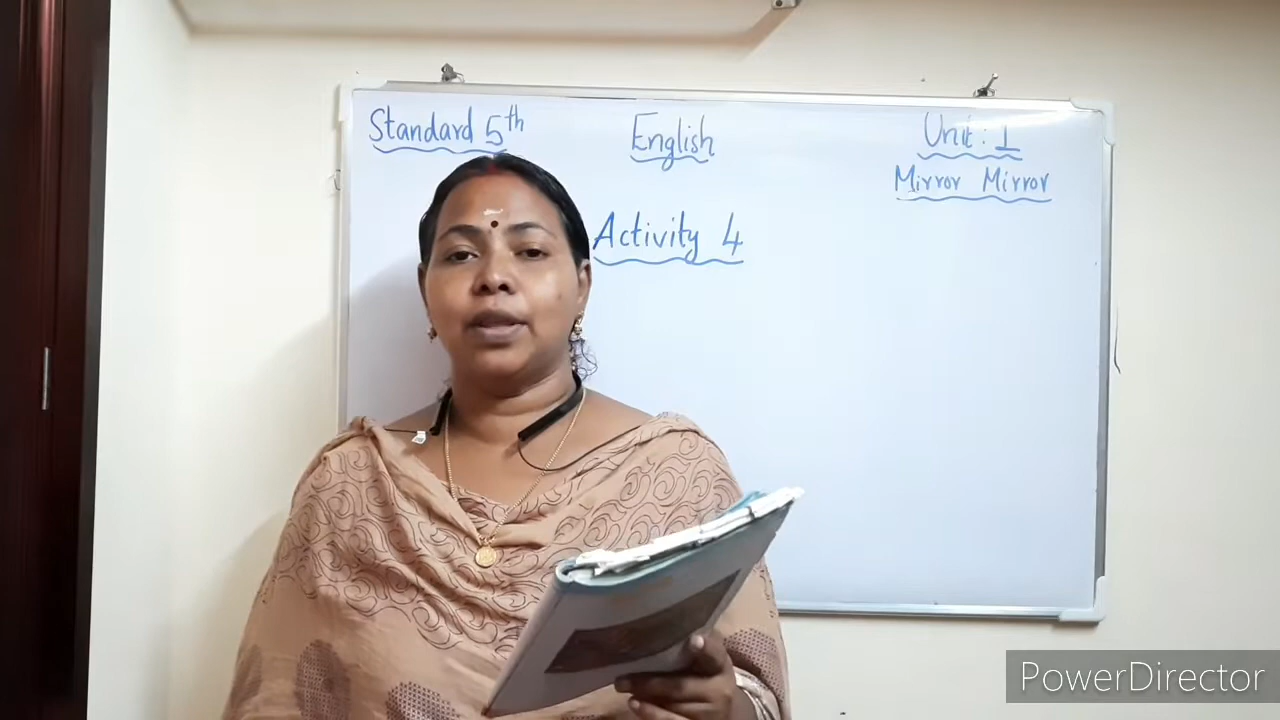 Standard 5th
English
Unit : 1
Mirror Mirror
Activity 4
PowerDirector